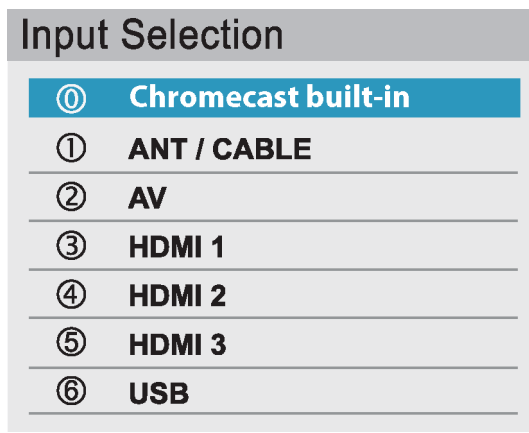 Input Selection
⓪ Chromecast built-in
① ANT / CABLE
② AV
③ HDMI 1
④ HDMI 2
⑤ HDMI 3
⑥ USB